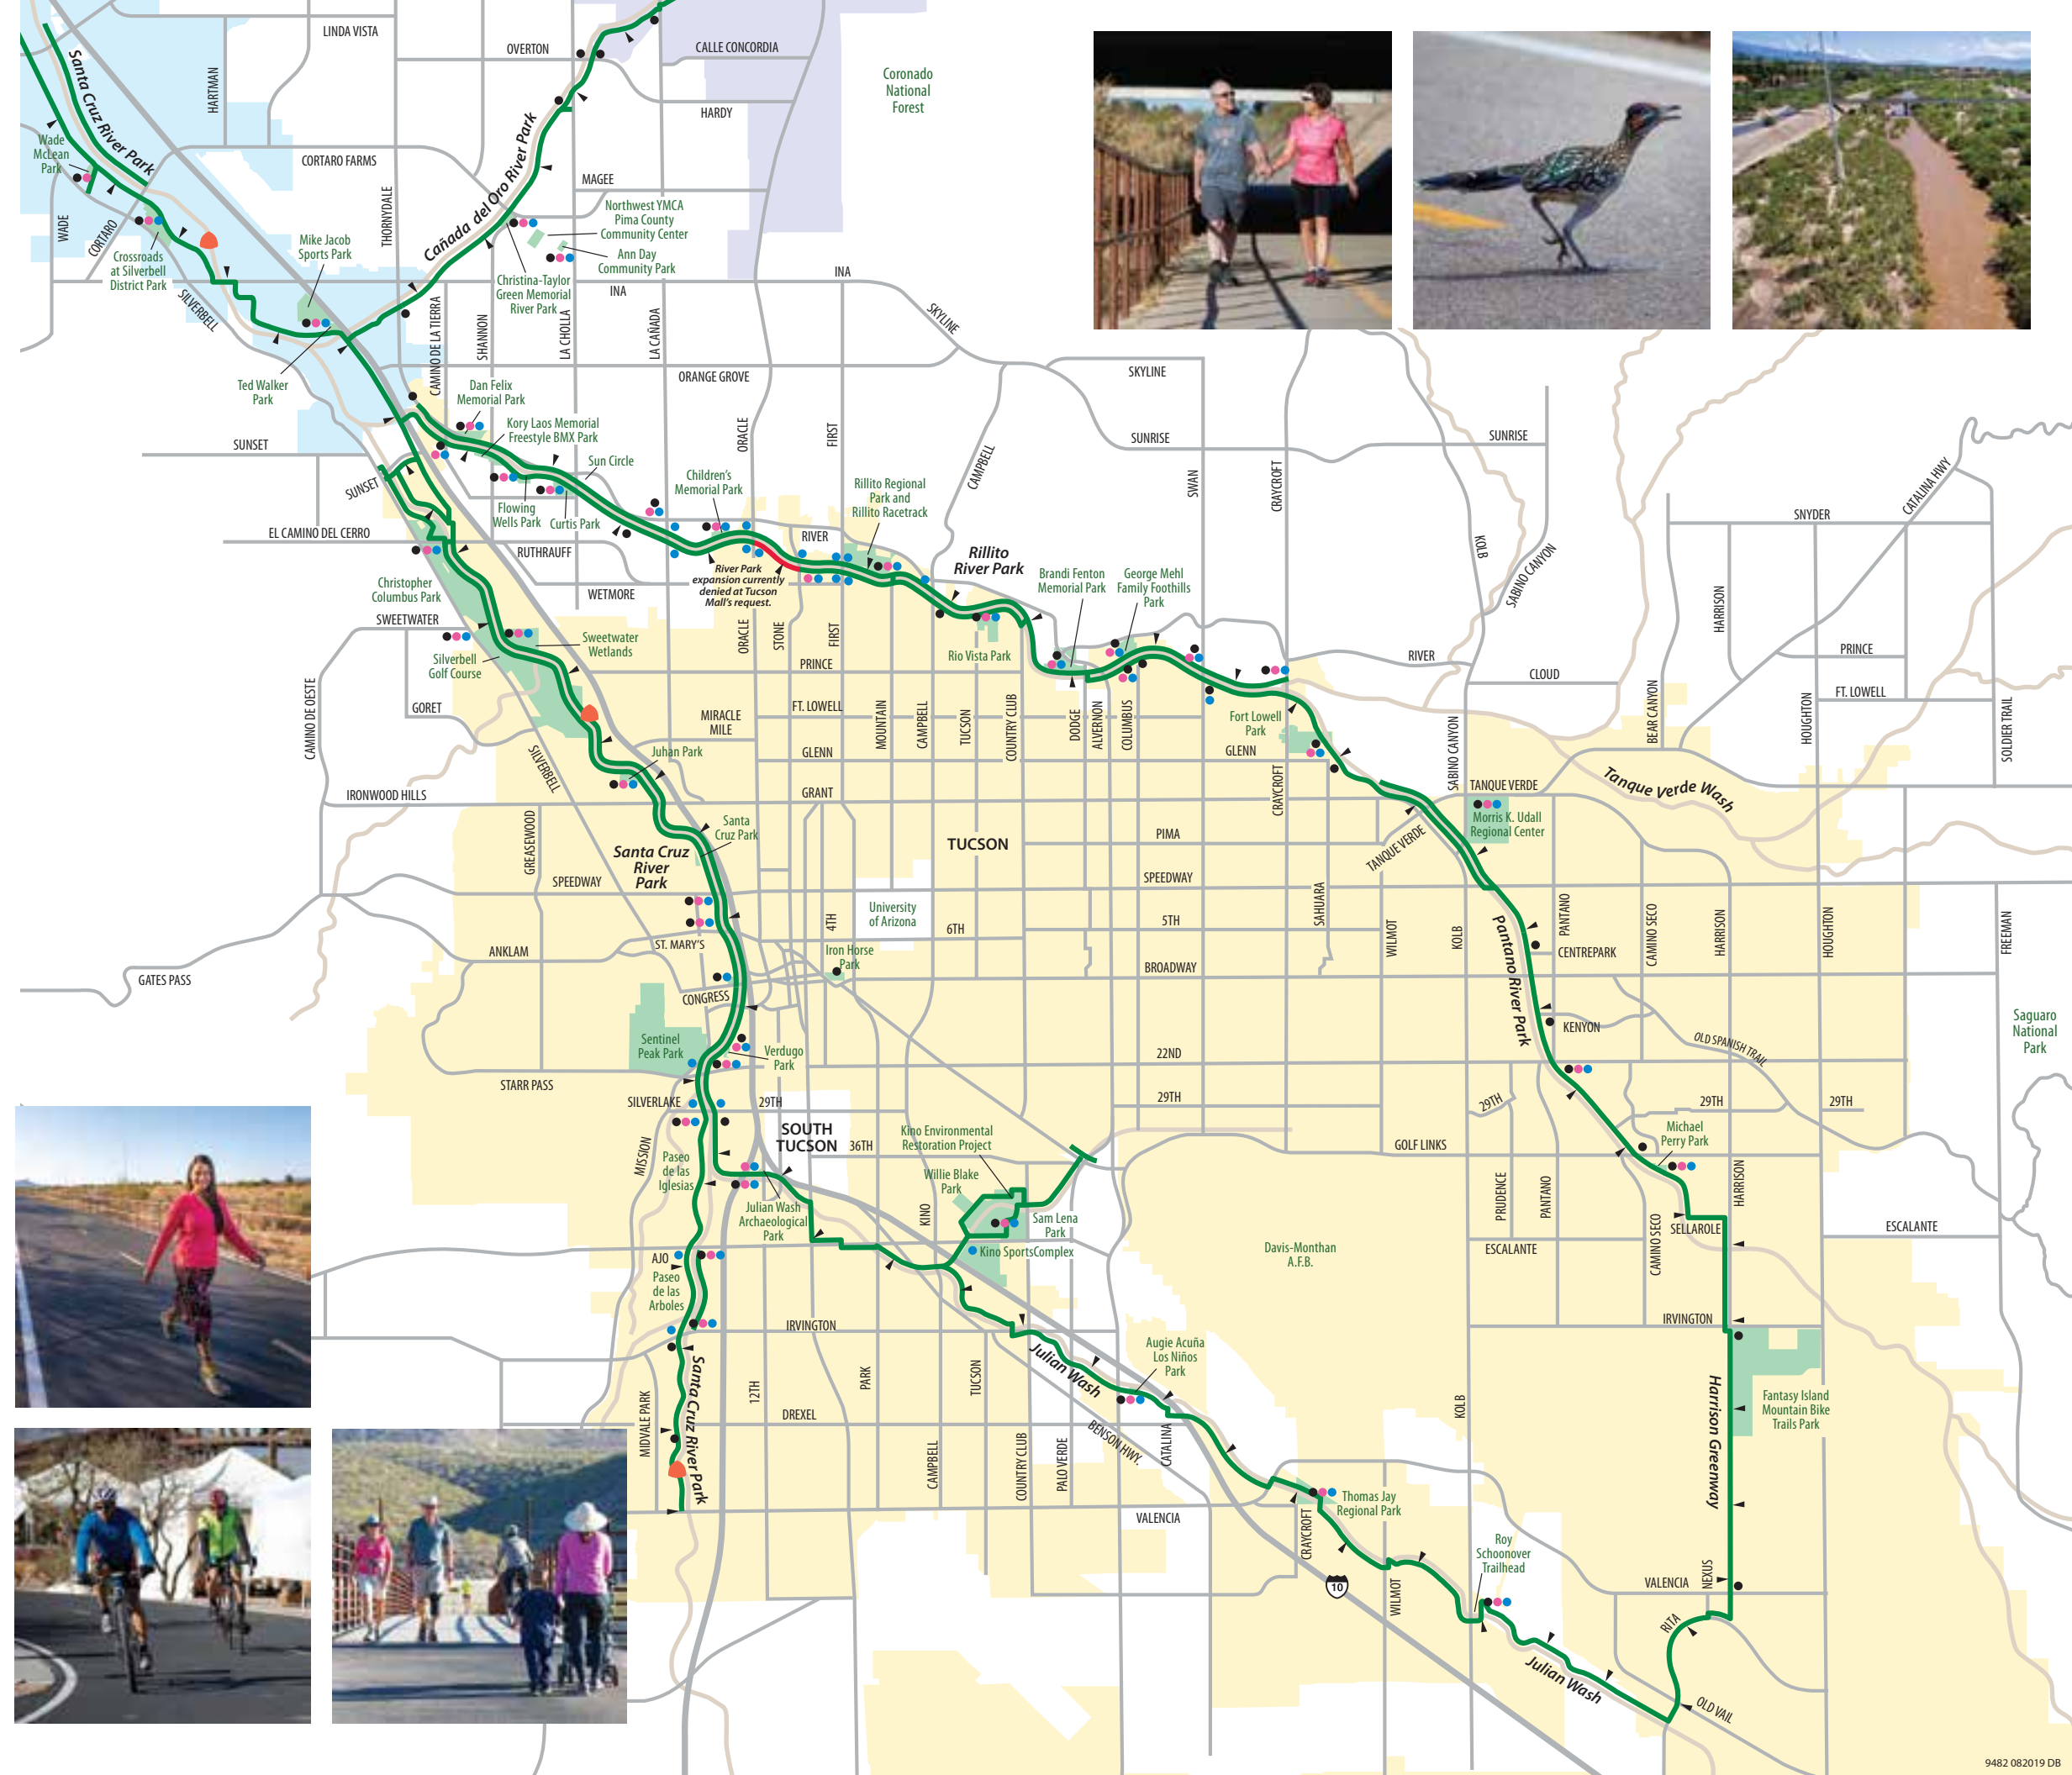 LINDA VISTA
OVERTON
CALLE CONCORDIA
HARTMAN
Coronado
National
Forest
HARDY
Santa Cruz River Park
Wade
McLean
Park
CORTARO FARMS
Cañada del Oro River Park
MAGEE
THORNYDALE
WADE
CORTARO
Northwest YMCA
Pima County
Community Center
Ann Day
Community Park
Mike Jacob
Sports Park
Crossroads
at Silverbell
District Park
Christina-Taylor
Green Memorial
River Park
INA
INA
SILVERBELL
CAMINO DE LA TIERRA
SHANNON
LA CHOLLA
LA CAÑADA
SKYLINE
SKYLINE
ORANGE GROVE
Ted Walker
Park
Dan Felix
Memorial Park
Kory Laos Memorial
Freestyle BMX Park
ORACLE
FIRST
CAMPBELL
SUNRISE
SUNRISE
SUNSET
SUNSET
Sun Circle
Children's
Memorial Park
Rillito Regional
Park and
Rillito Racetrack
SWAN
CRAYCROFT
CATALINA HWY
SNYDER
Flowing
Wells Park
Curtis Park
EL CAMINO DEL CERRO
RUTHRAUFF
RIVER
KOLB
SABINO CANYON
Rillito
River Park
River Park
expansion currently
denied at Tucson
Mall's request.
WETMORE
Brandi Fenton
Memorial Park
George Mehl
Family Foothills
Park
Christopher
Columbus Park
SWEETWATER
Sweetwater
Wetlands
Silverbell
Golf Course
ORACLE
STONE
FIRST
PRINCE
Rio Vista Park
RIVER
CLOUD
HARRISON
PRINCE
FT. LOWELL
CAMINO DE OESTE
GORET
MIRACLE
MILE
FT. LOWELL
MOUNTAIN
CAMPBELL
TUCSON
COUNTRY CLUB
DODGE
ALVERNON
COLUMBUS
Fort Lowell
Park
GLENN
GLENN
SABINO CANYON
BEAR CANYON
HOUGHTON
SOLDIER TRAIL
SILVERBELL
Juhan Park
IRONWOOD HILLS
GRANT
CRAYCROFT
TANQUE VERDE
Tanque Verde Wash
Morris K. Udall
Regional Center
GREASEWOOD
Santa
Cruz Park
Santa Cruz
River
Park
TUCSON
PIMA
TANQUE VERDE
SPEEDWAY
SPEEDWAY
University
of Arizona
4TH
6TH
5TH
SAHUARA
WILMOT
KOLB
Pantano River Park
PANTANO
CENTREPARK
CAMINO SECO
HARRISON
HOUGHTON
FREEMAN
ST. MARY'S
ANKLAM
Iron Horse
Park
BROADWAY
GATES PASS
CONGRESS
KENYON
OLD SPANISH TRAIL
Saguaro
National
Park
Sentinel
Peak Park
Verdugo
Park
22ND
STARR PASS
SILVERLAKE
29TH
29TH
29TH
29TH
29TH
SOUTH
TUCSON
36TH
Kino Environmental
Restoration Project
GOLF LINKS
Michael
Perry Park
MISSION
Paseo
de las
Iglesias
Willie Blake
Park
Julian Wash
Archaeological
Park
KINO
Sam Lena
Park
Kino SportsComplex
PRUDENCE
PANTANO
HARRISON
SELLAROLE
ESCALANTE
ESCALANTE
CAMINO SECO
Davis-Monthan
A.F.B.
AJO
Paseo
de las
Arboles
IRVINGTON
IRVINGTON
Augie Acuña
Los Niños
Park
Julian Wash
Santa Cruz River Park
MIDVALE PARK
12TH
PARK
TUCSON
DREXEL
BENSON HWY.
CATALINA
KOLB
Harrison Greenway
Fantasy Island
Mountain Bike
Trails Park
CAMPBELL
COUNTRY CLUB
PALO VERDE
VALENCIA
CRAYCROFT
Thomas Jay
Regional Park
Roy
Schoonover
Trailhead
10
WILMOT
VALENCIA
NEXUS
RITA
Julian Wash
OLD VAIL
9482 082019 DB